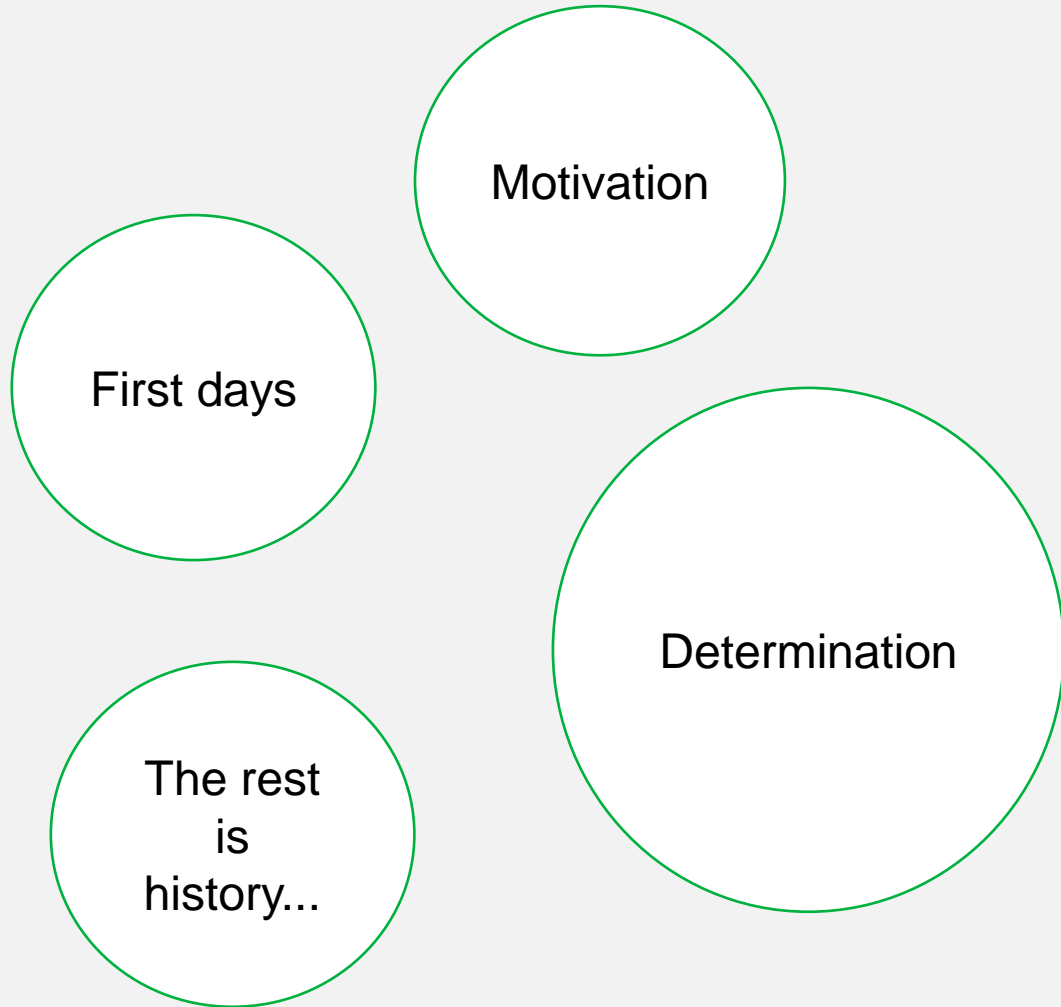 Motivation
First days
Determination
The rest
is
history...